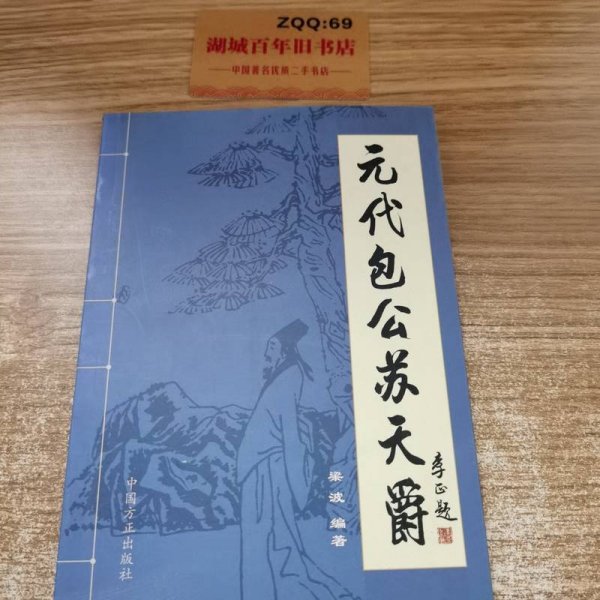 ZQQ:69
湖城百年旧书店
中国著名优质二手书店
元代包公苏天爵
李正题
梁波 编著
中国方正出版社